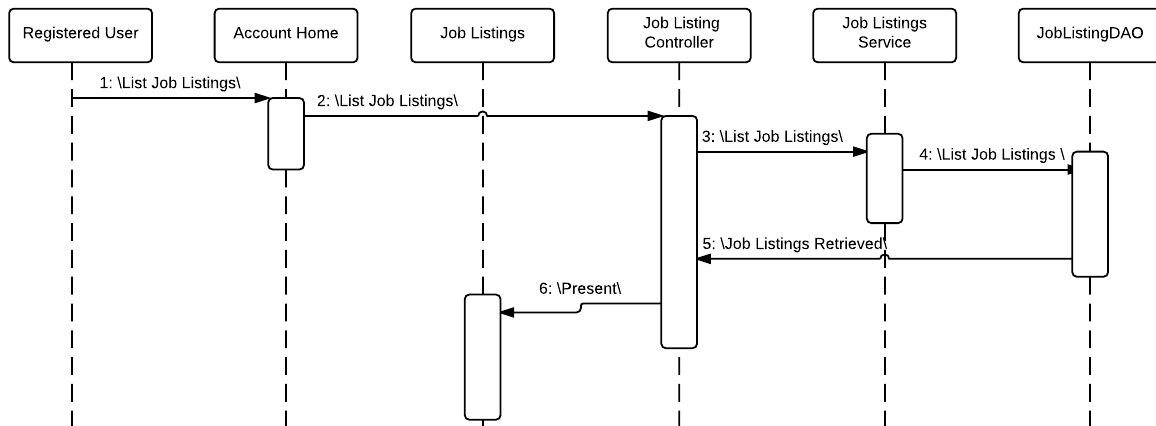 Registered User
Account Home
Job Listings
Job Listing
Controller
Job Listings
Service
JobListingDAO
1: \List Job Listings\
2: \List Job Listings\
3: \List Job Listings\
4: \List Job Listings \
5: \Job Listings Retrieved\
6: \Present\